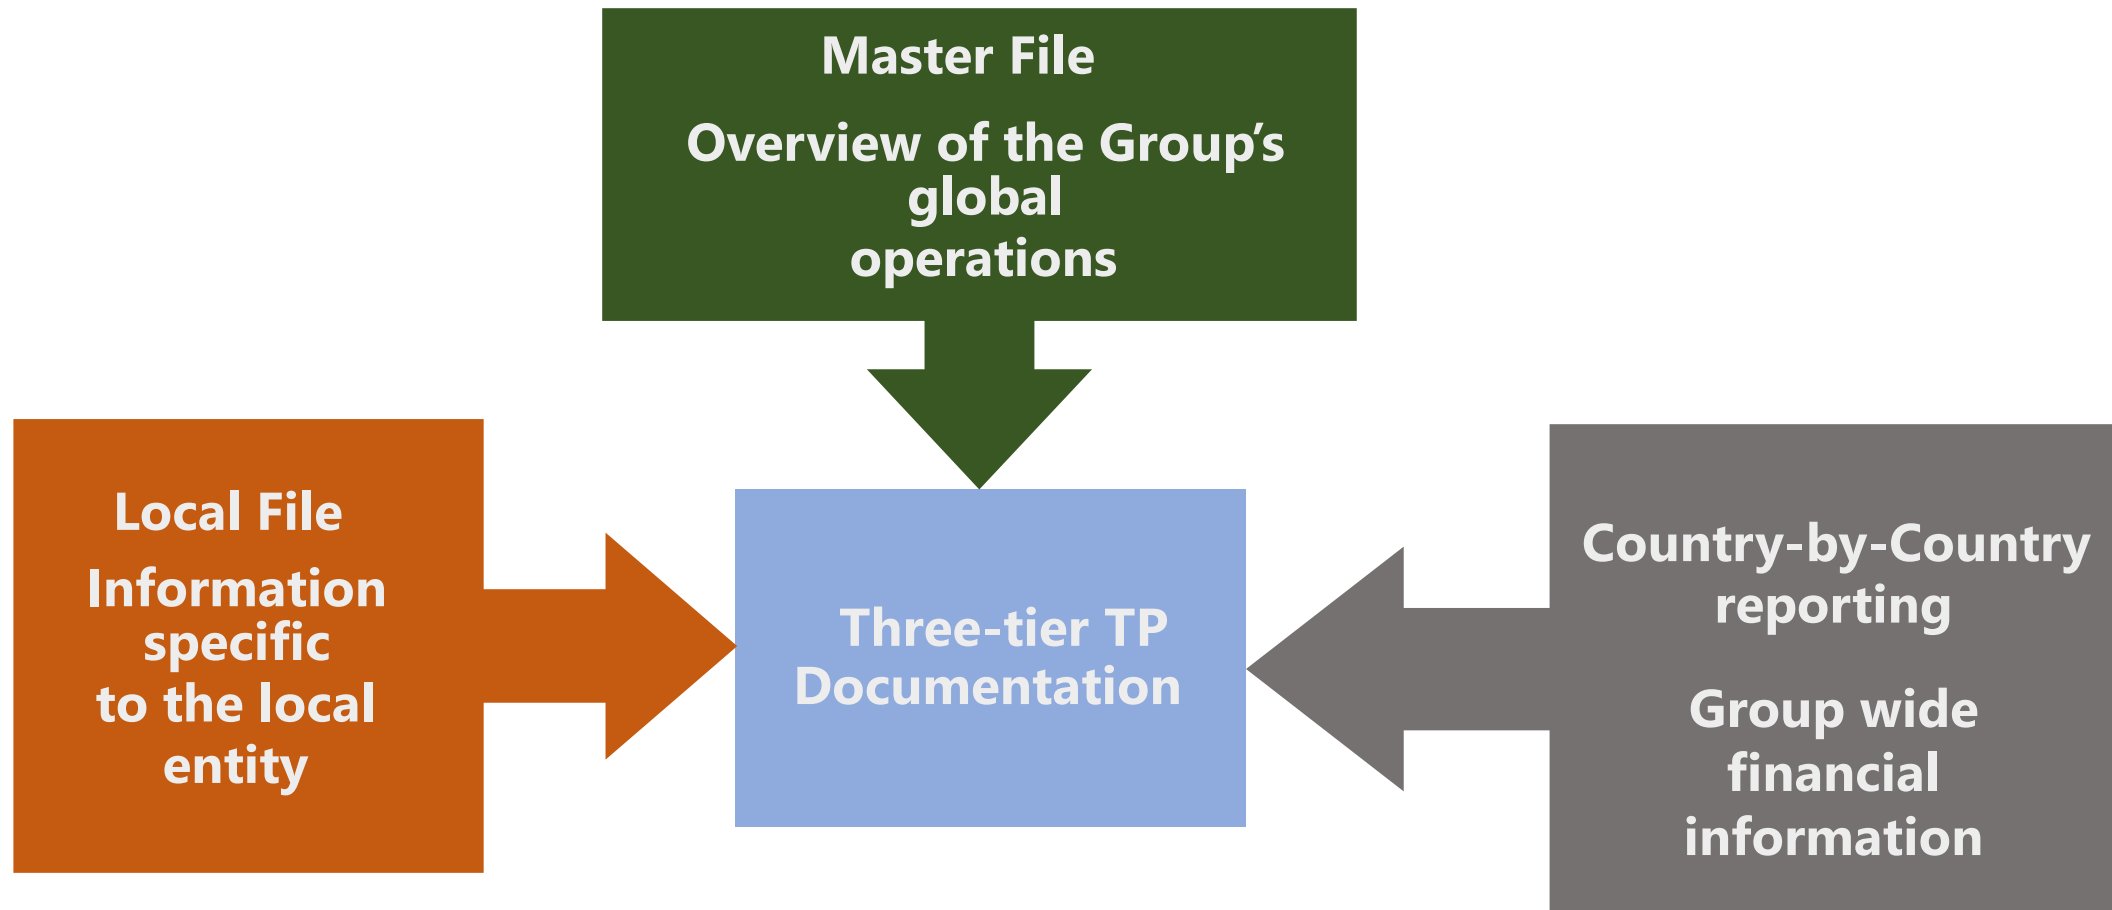 Master File
Overview of the Group’s
global
operations
Local File
Information
specific
to the local
entity
Three-tier TP
Documentation
Country-by-Country
reporting
Group wide
financial
information